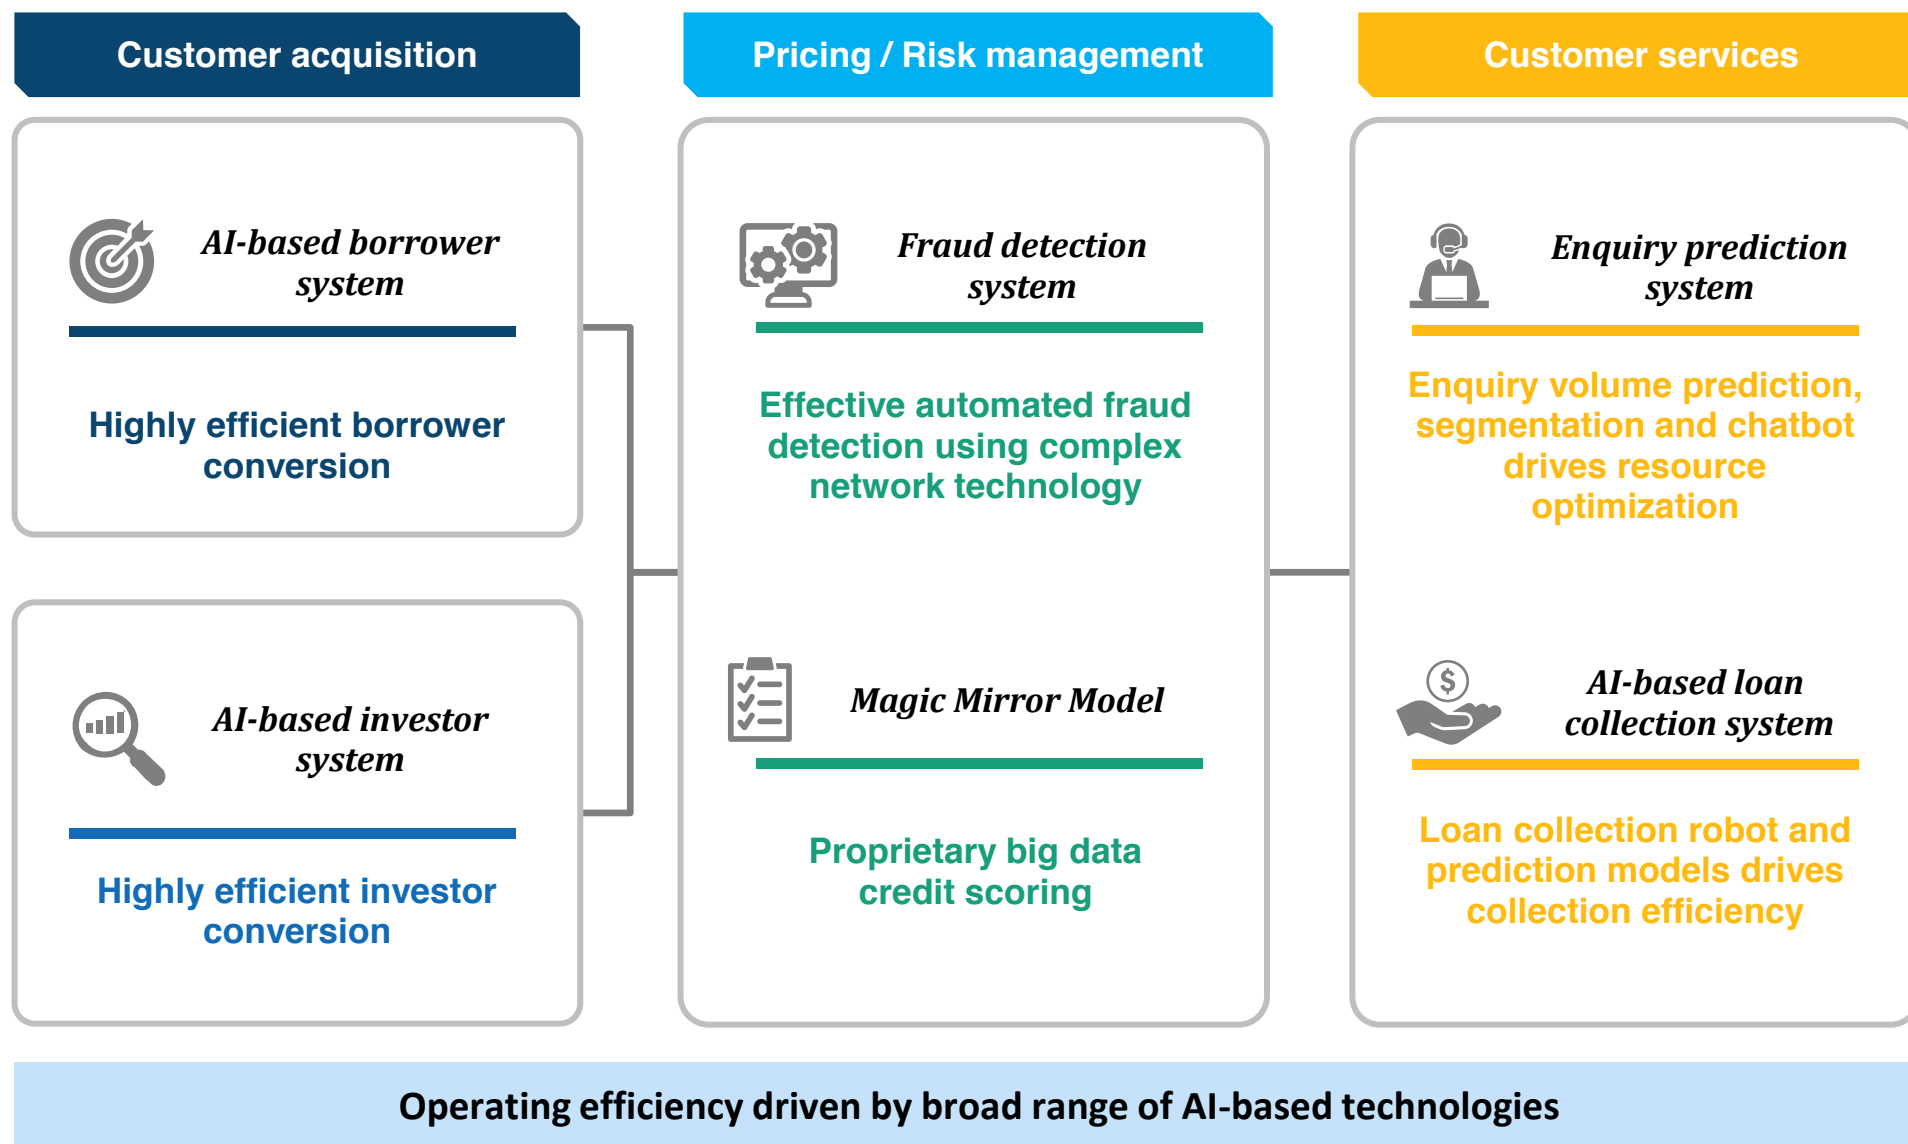 Customer acquisition
AI-based borrower
system
Highly efficient borrower
conversion
AI-based investor
system
Highly efficient investor
conversion
Pricing / Risk management
Fraud detection
system
Effective automated fraud
detection using complex
network technology
Magic Mirror Model
Proprietary big data
credit scoring
Customer services
Enquiry prediction
system
Enquiry volume prediction,
segmentation and chatbot
drives resource
optimization
$
AI-based loan
collection system
Loan collection robot and
prediction models drives
collection efficiency
Operating efficiency driven by broad range of AI-based technologies